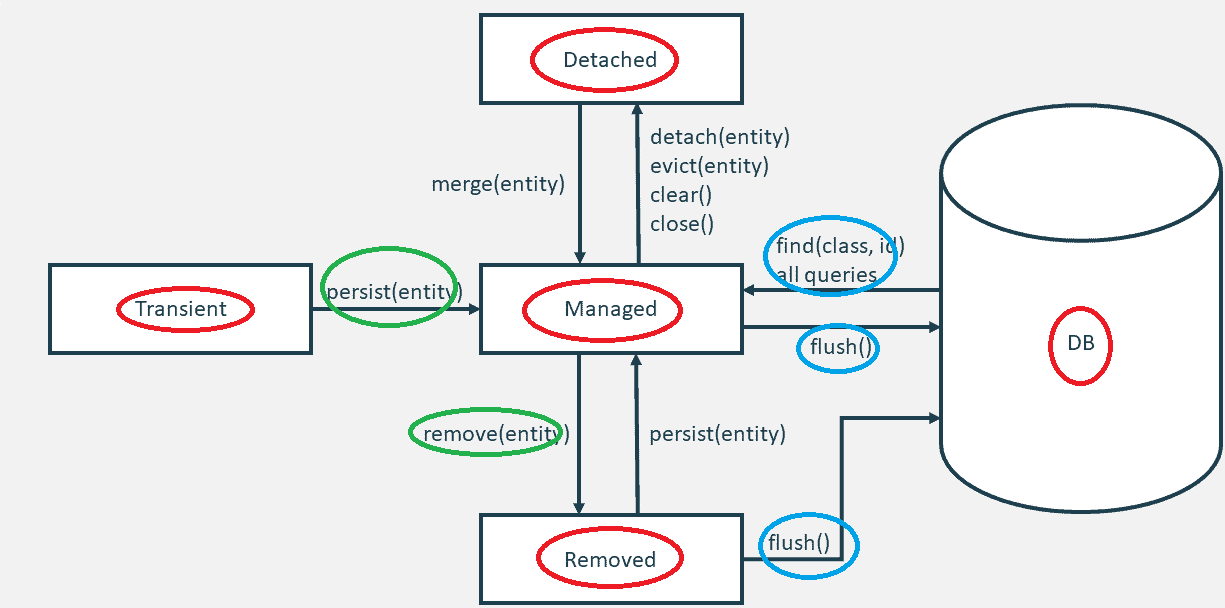 Detached
detach(entity)
evict(entity)
clear()
close()
merge(entity)
find(class, id)
all queries
persist(entity)
Transient
Managed
flush()
DB
remove(entity)
persist(entity)
flush()
Removed